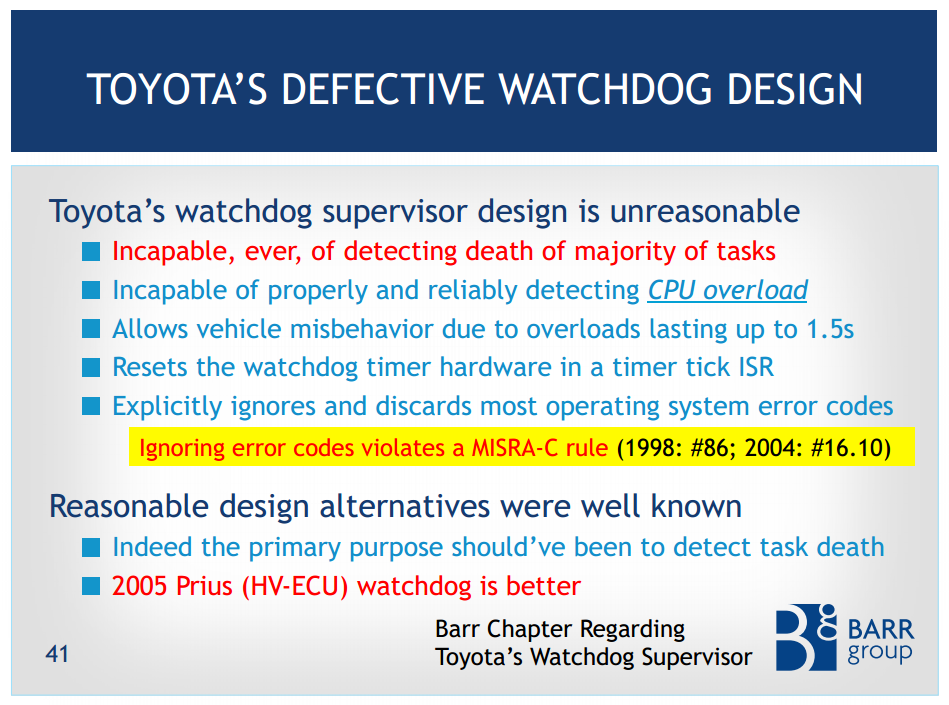 TOYOTA'S DEFECTIVE WATCHDOG DESIGN
Toyota's watchdog supervisor design is unreasonable
Incapable, ever, of detecting death of majority of tasks
Incapable of properly and reliably detecting CPU overload
Allows vehicle misbehavior due to overloads lasting up to 1.5s
Resets the watchdog timer hardware in a timer tick ISR
Explicitly ignores and discards most operating system error codes
Ignoring error codes violates a MISRA-C rule (1998: #86; 2004: #16.10)
Reasonable design alternatives were well known
Indeed the primary purpose should've been to detect task death
2005 Prius (HV-ECU) watchdog is better
Barr Chapter Regarding
Toyota's Watchdog Supervisor
41
BARR
group